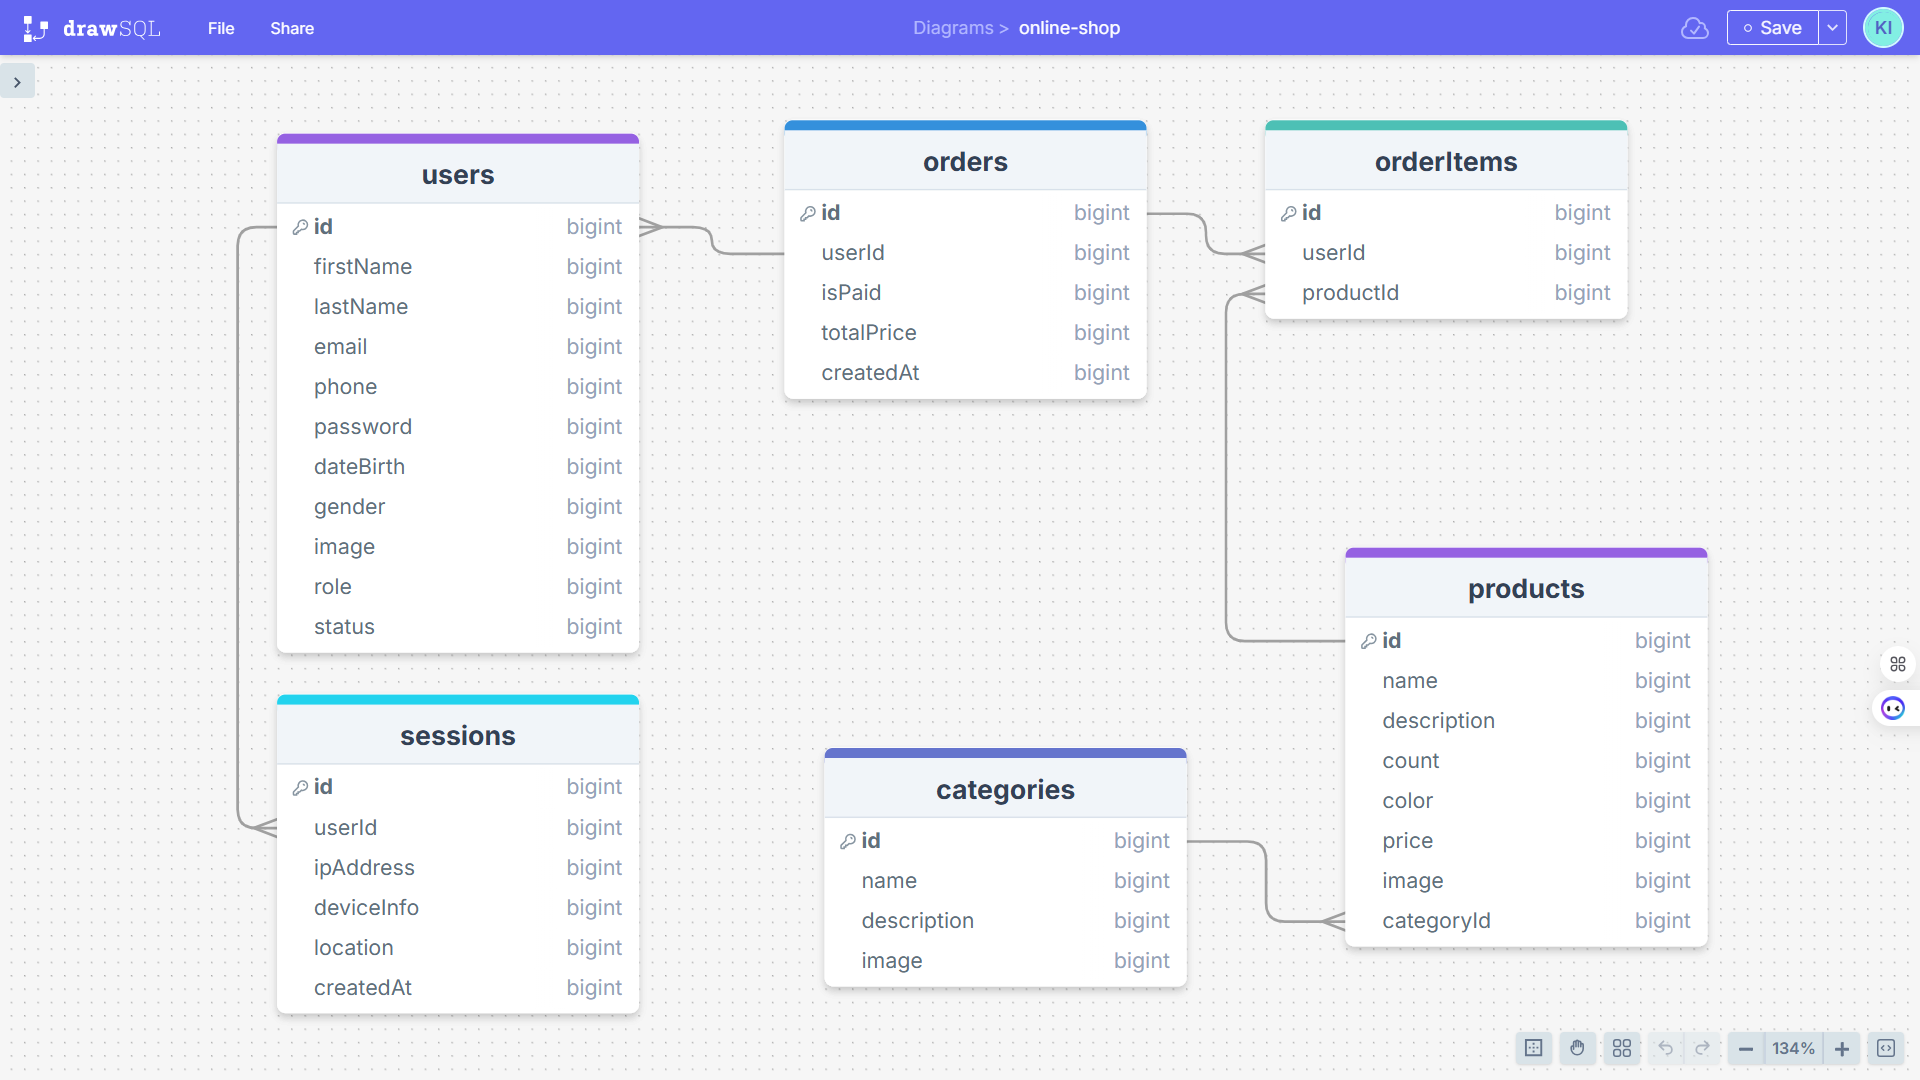 drawSQL File Share Diagrams > online-shop Save KI
users
id bigint
firstName bigint
lastName bigint
email bigint
phone bigint
password bigint
dateBirth bigint
gender bigint
image bigint
role bigint
status bigint
orders
id bigint
userId bigint
isPaid bigint
totalPrice bigint
createdAt bigint
orderItems
id bigint
userId bigint
productId bigint
products
id bigint
name bigint
description bigint
count bigint
color bigint
price bigint
image bigint
categoryId bigint
sessions
id bigint
userId bigint
ipAddress bigint
deviceInfo bigint
location bigint
createdAt bigint
categories
id bigint
name bigint
description bigint
image bigint
134%